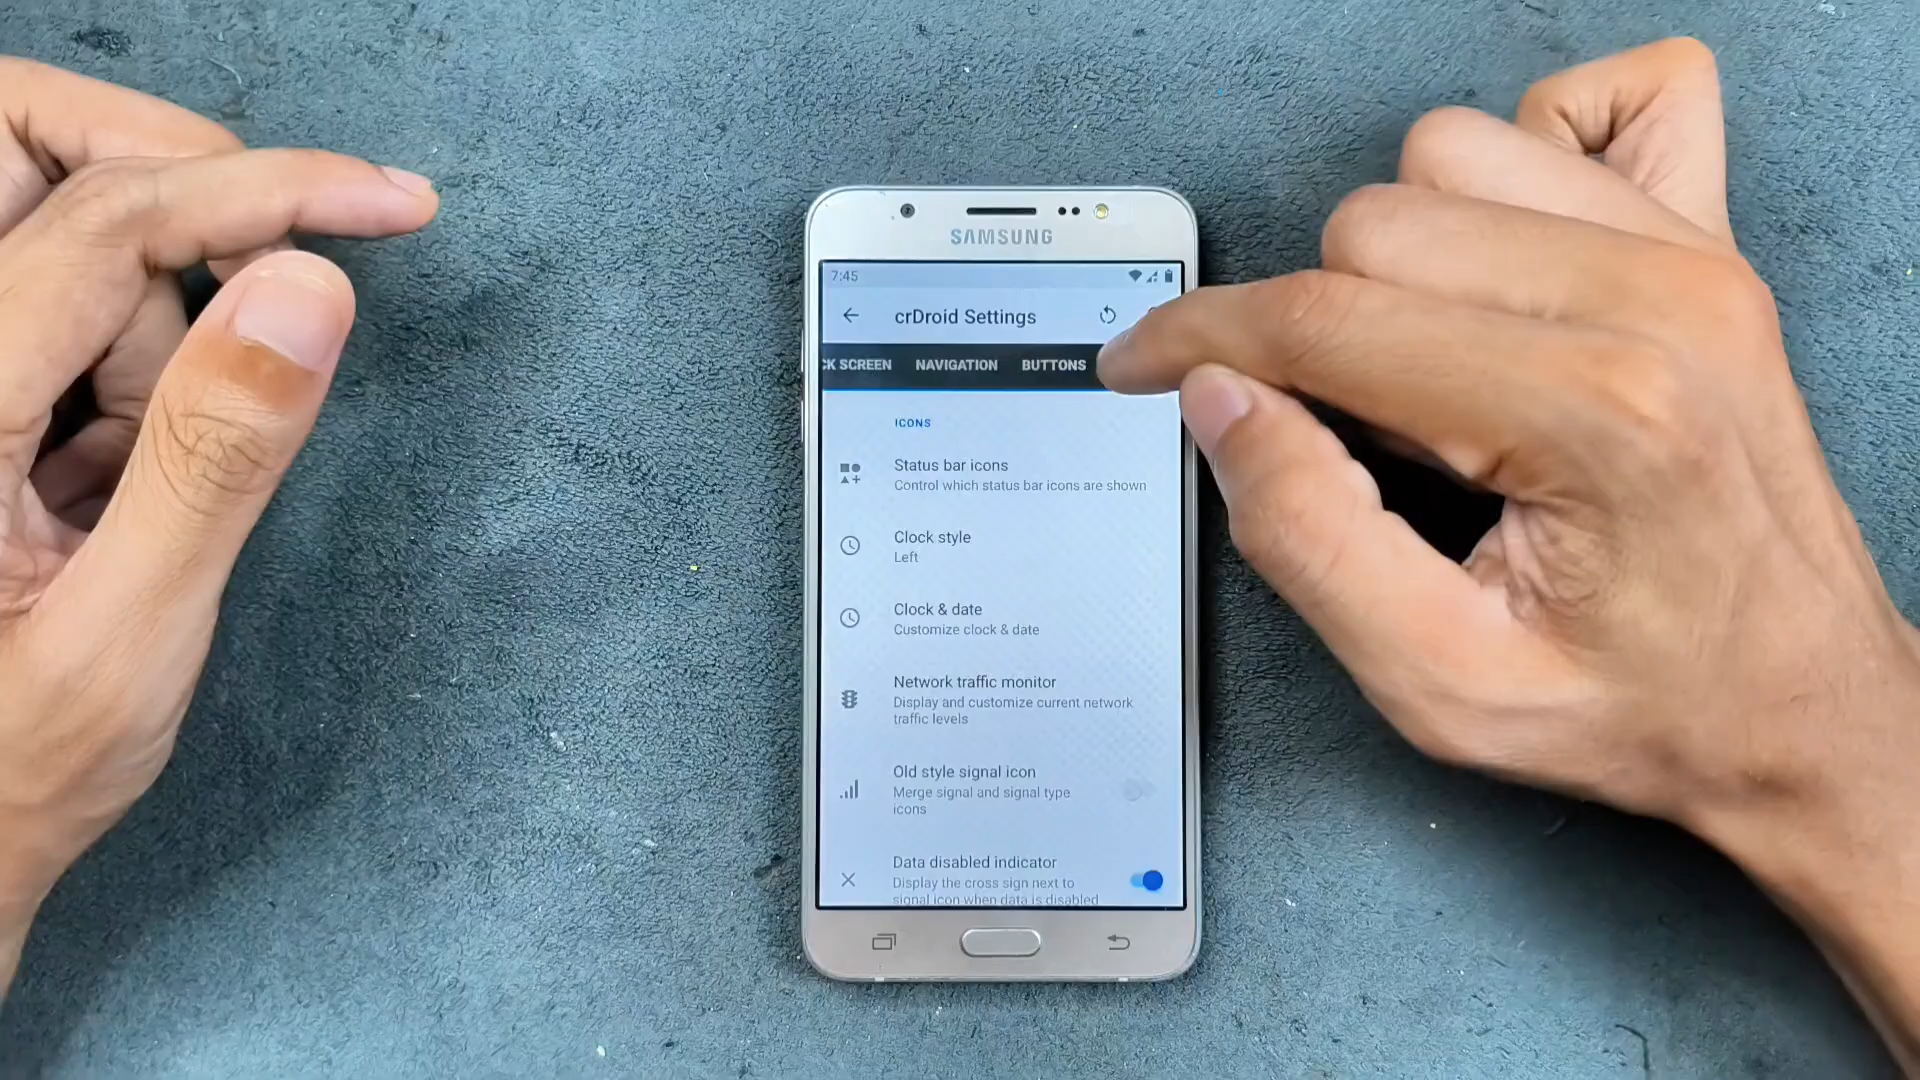 SAMSUNG
7:45
crDroid Settings
CK SCREEN NAVIGATION BUTTONS
ICONS
Status bar icons
Control which status bar icons are shown
Clock style
Left
Clock & date
Customize clock & date
Network traffic monitor
Display and customize current network
traffic levels
Old style signal icon
Merge signal and signal type
icons
Data disabled indicator
Display the cross sign next to
signal icon when data is disabled